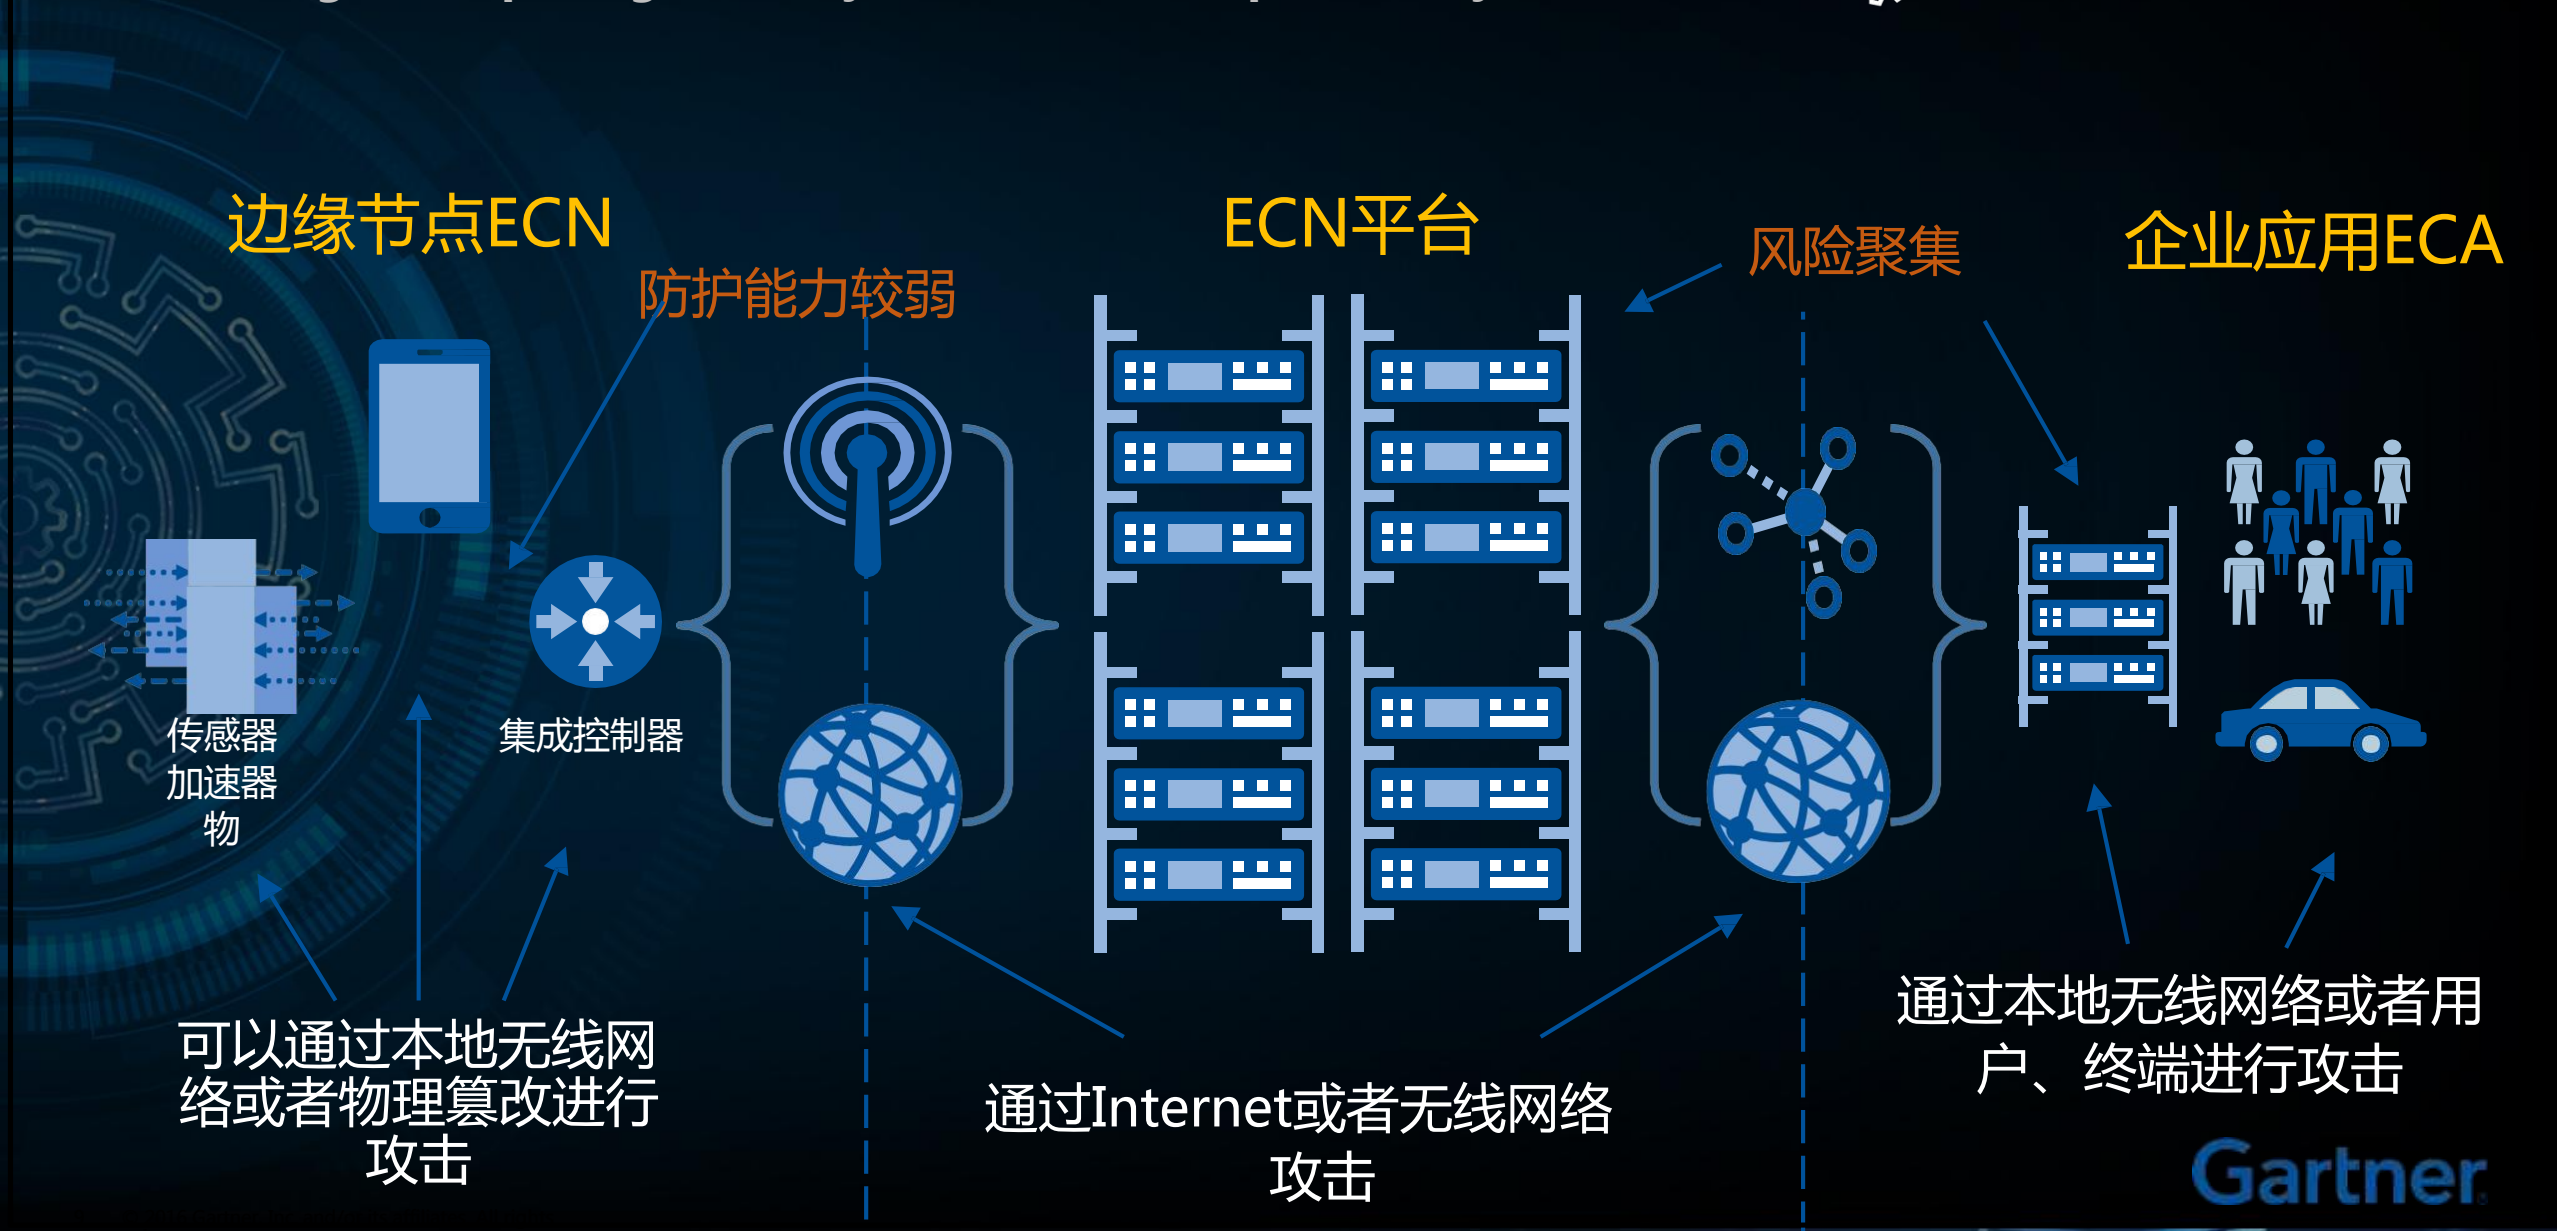 边缘节点ECN
ECN平台
企业应用ECA
防护能力较弱
风险聚集
传感器
加速器
物
集成控制器
可以通过本地无线网
络或者物理篡改进行
攻击
通过Internet或者无线网络
攻击
通过本地无线网络或者用
户、终端进行攻击
Gartner